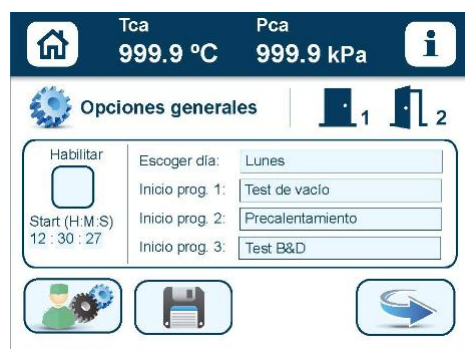 Tca Pca
999.9 ºC 999.9 kPa
i
Opciones generales 1 2
Habilitar
Start (H:M:S)
12 : 30 : 27
Escoger día: Lunes
Inicio prog. 1: Test de vacío
Inicio prog. 2: Precalentamiento
Inicio prog. 3: Test B&D